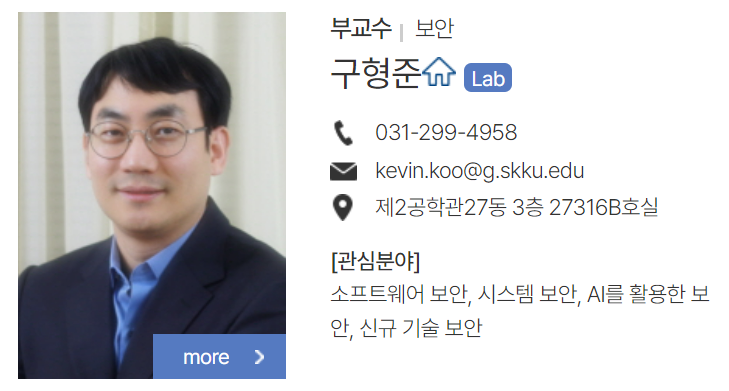 부교수 | 보안
구형준 Lab
031-299-4958
kevin.koo@g.skku.edu
제2공학관27동 3층 27316B호실
[관심분야]
소프트웨어 보안, 시스템 보안, AI를 활용한 보
안, 신규 기술 보안
more >